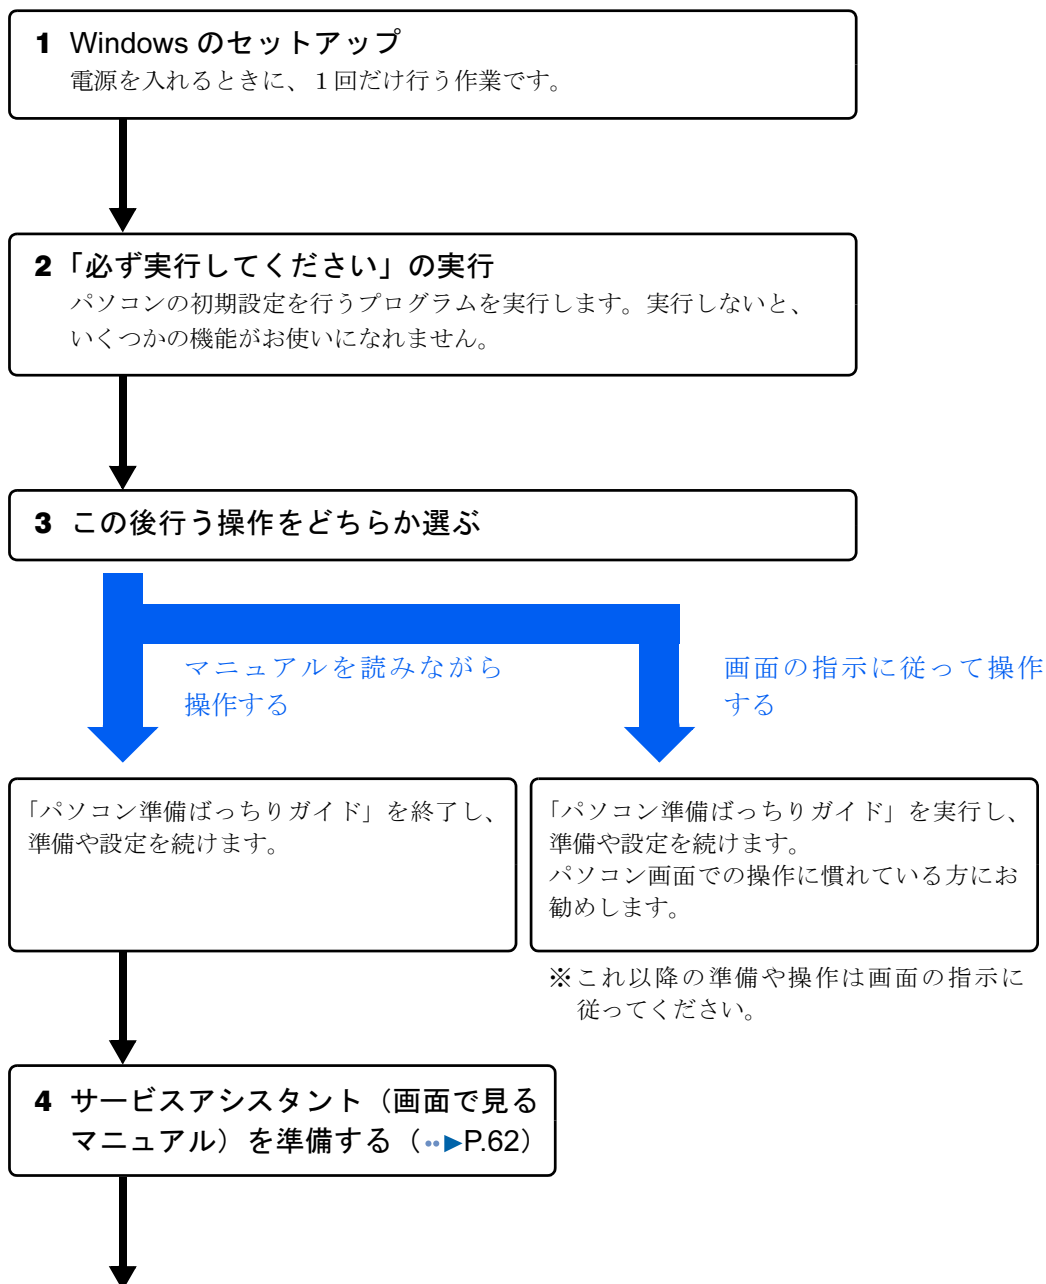 1 Windows のセットアップ
電源を入れるときに、１回だけ行う作業です。
2 「必ず実行してください」の実行
パソコンの初期設定を行うプログラムを実行します。実行しないと、
いくつかの機能がお使いになれません。
3 この後行う操作をどちらか選ぶ
マニュアルを読みながら
操作する
画面の指示に従って操作
する
「パソコン準備ばっちりガイド」を終了し、
準備や設定を続けます。
「パソコン準備ばっちりガイド」を実行し、
準備や設定を続けます。
パソコン画面での操作に慣れている方にお
勧めします。
※これ以降の準備や操作は画面の指示に
従ってください。
4 サービスアシスタント（画面で見る
マニュアル）を準備する（••▶P.62）